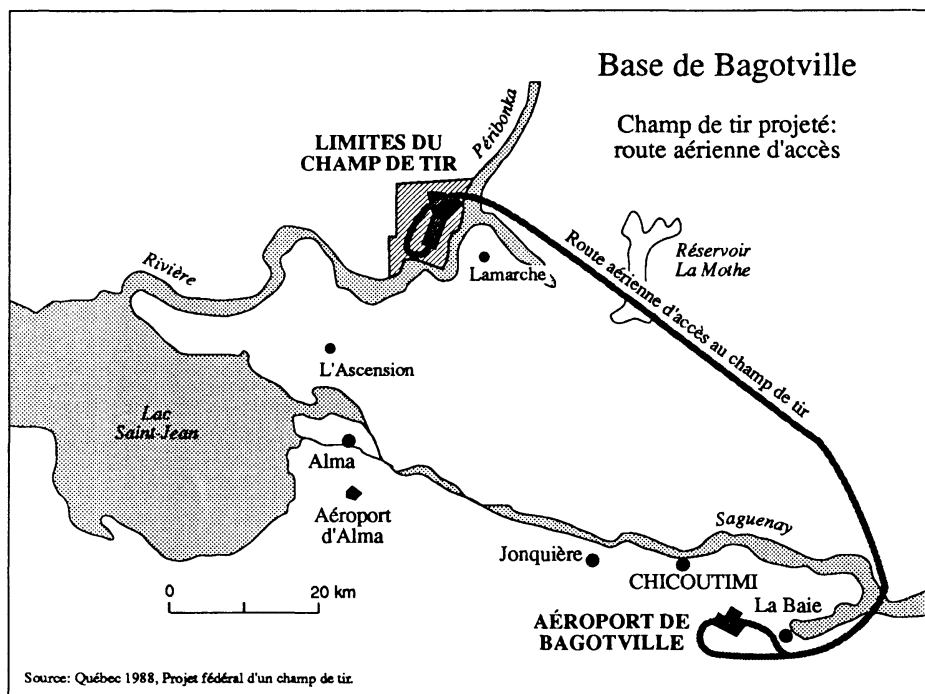 Base de Bagotville
Champ de tir projeté:
route aérienne d'accès
LIMITES DU
CHAMP DE TIR
Péribonka
Rivière
Lamarche
Réservoir
La Mothe
Route aérienne d'accès au champ de tir
L'Ascension
Lac
Saint-Jean
Alma
Aéroport
d'Alma
Saguenay
Jonquière
CHICOUTIMI
La Baie
AÉROPORT DE
BAGOTVILLE
0 20 km
Source: Québec 1988, Projet fédéral d'un champ de tir.